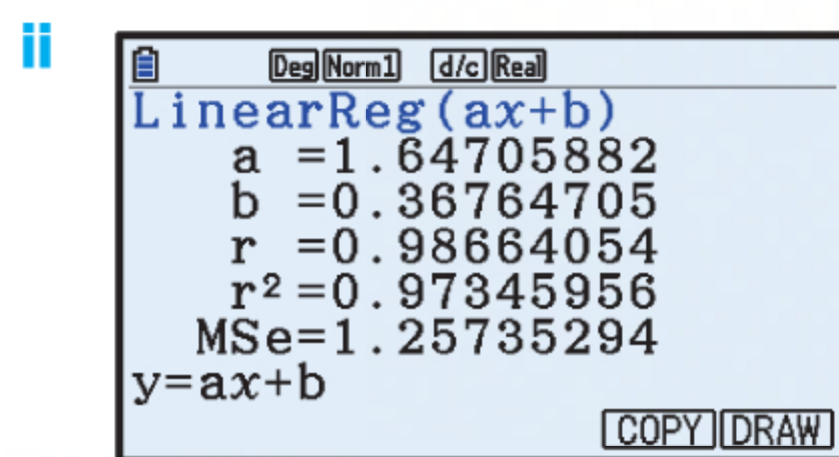 ii
Deg Norm1 d/c Real
LinearReg(ax+b)
a =1.64705882
b =0.36764705
r =0.98664054
r²=0.97345956
MSe=1.25735294
y=ax+b
COPY DRAW